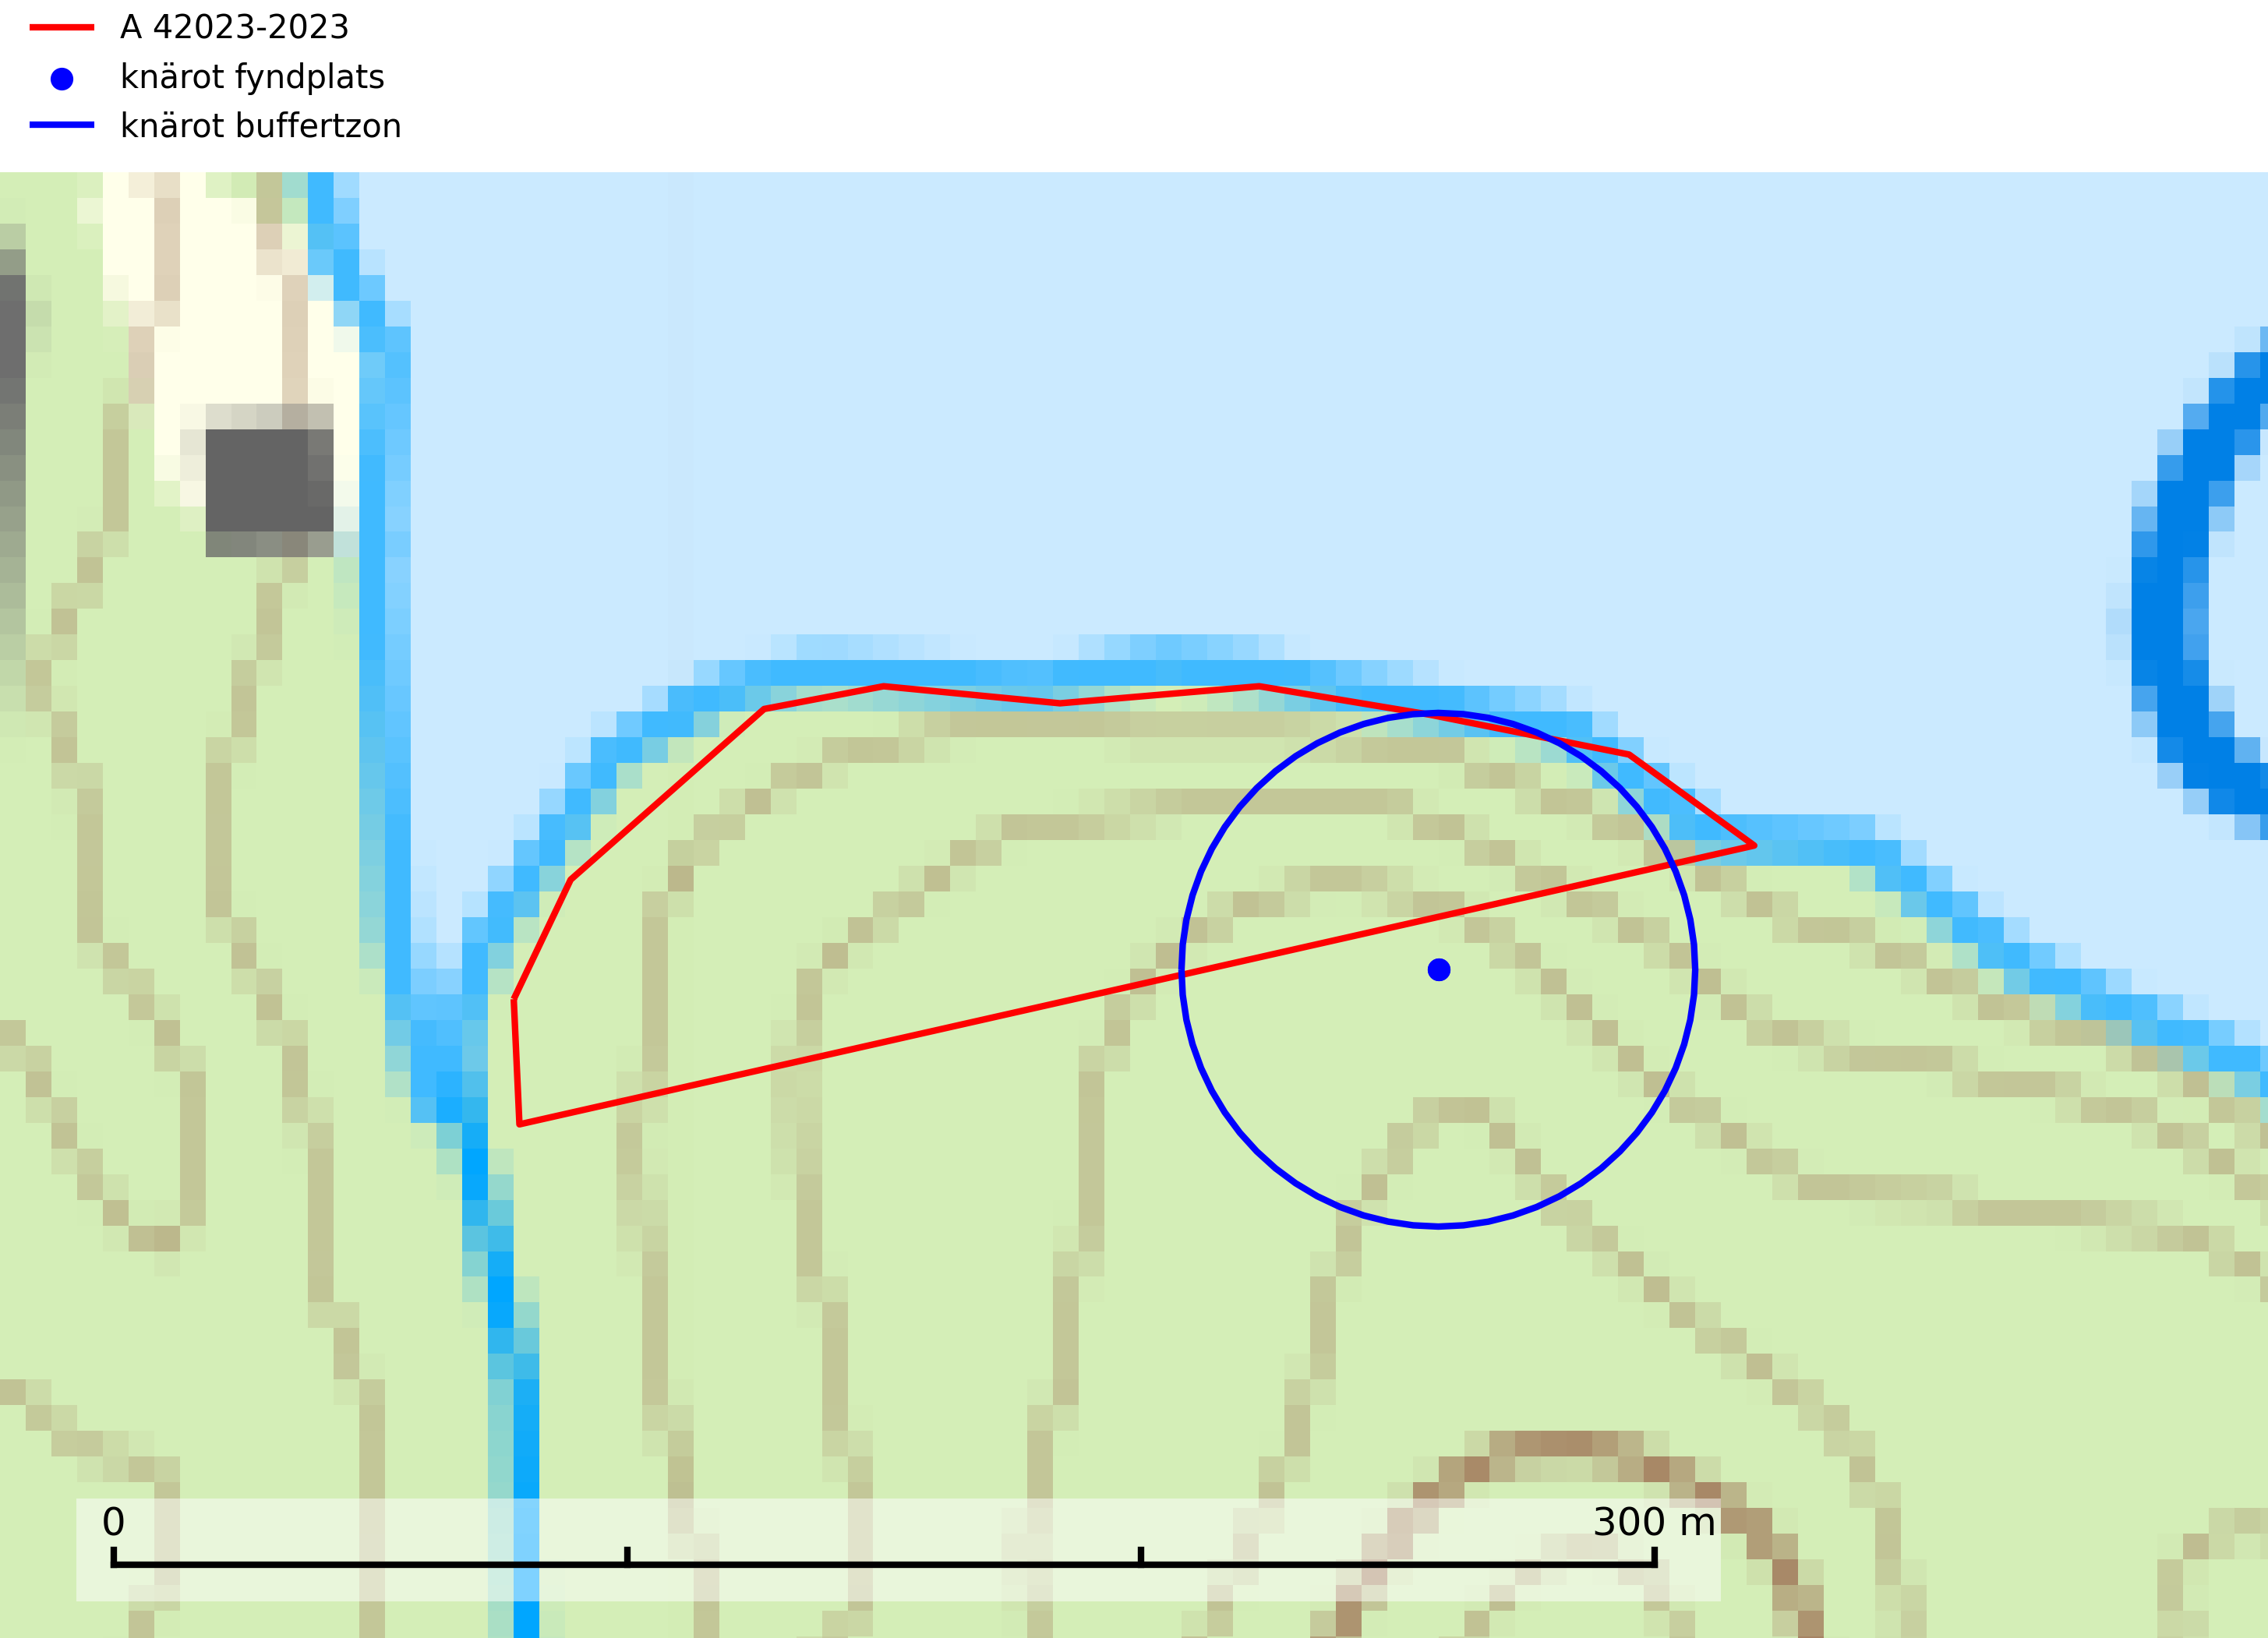 A 42023-2023
knärot fyndplats
knärot buffertzon
0 300 m